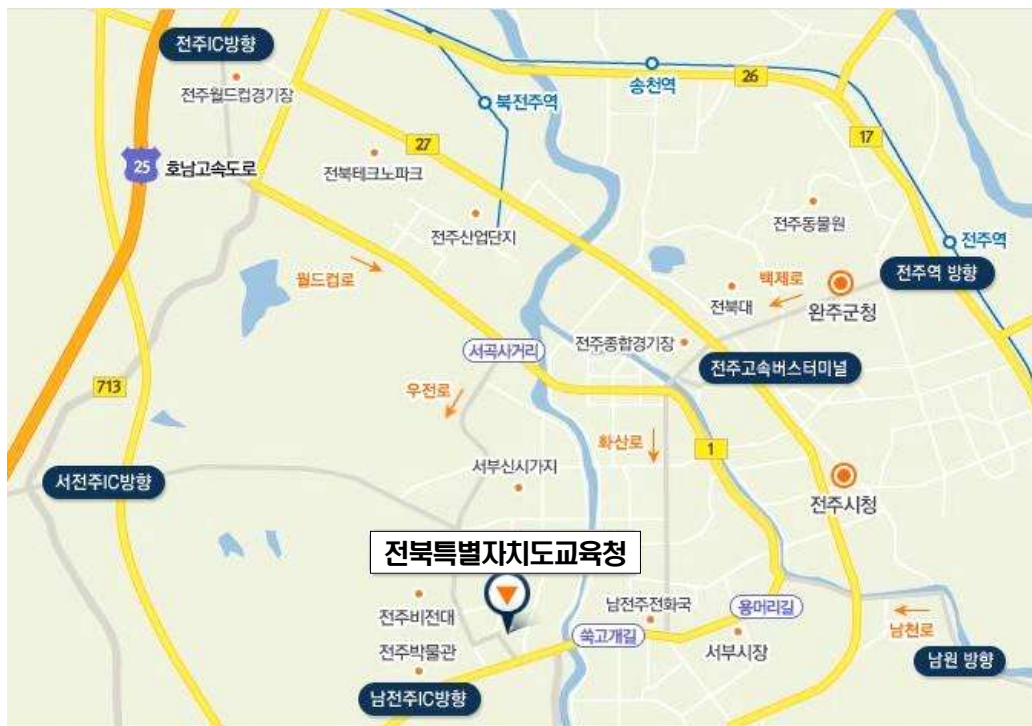 전주IC방향
송천역
26
전주월드컵경기장
북전주역
17
27
25
호남고속도로
전북테크노파크
전주동물원
전주산업단지
전주역
전주역 방향
월드컵로
백제로
전북대
완주군청
서곡사거리
전주종합경기장
전주고속버스터미널
713
우전로
화산로
1
서부신시가지
서전주IC방향
전주시청
전북특별자치도교육청
전주비전대
남전주전화국
용머리길
남천로
쑥고개길
전주박물관
서부시장
남원 방향
남전주IC방향